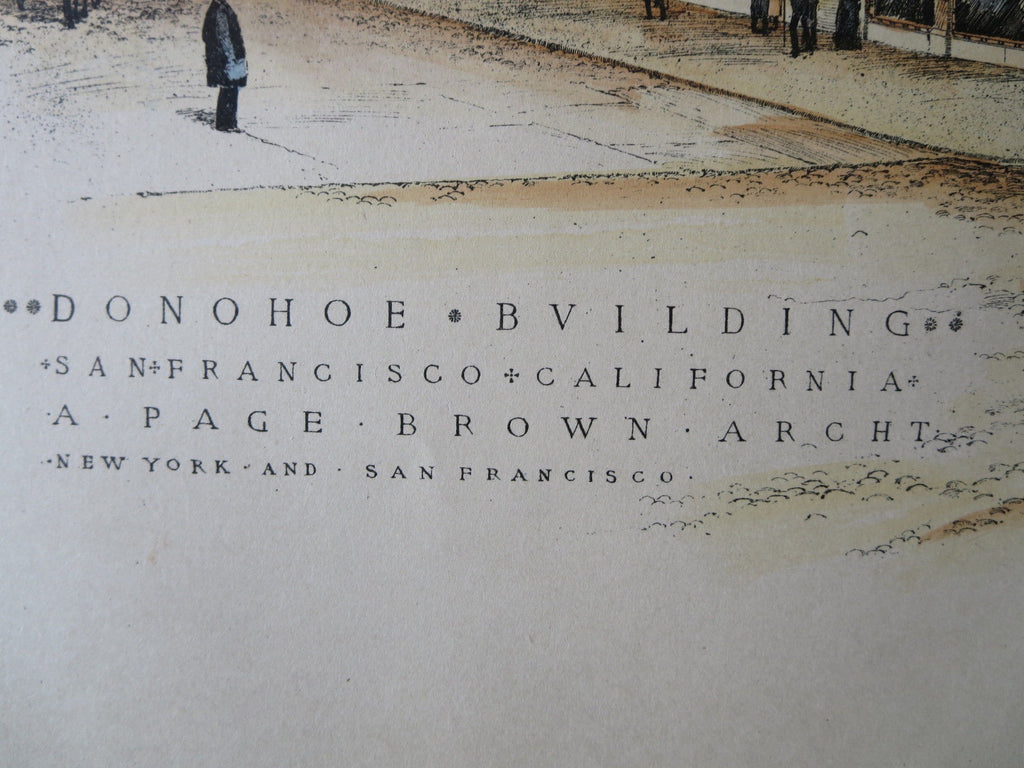 DONOHOE • BVILDING
SAN FRANCISCO CALIFORNIA
·A · PAGE · BROWN · ARCHT.
·NEW YORK · AND · SAN FRANCISCO·